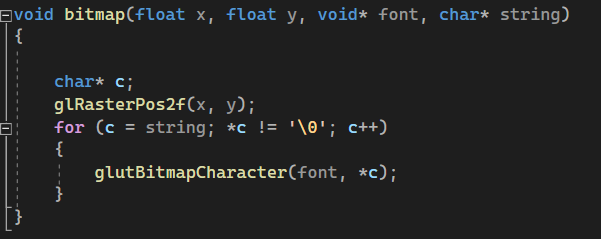 void bitmap(float x, float y, void* font, char* string)
{
char* c;
glRasterPos2f(x, y);
for (c = string; *c != '\0'; c++)
{
glutBitmapCharacter(font, *c);
}
}